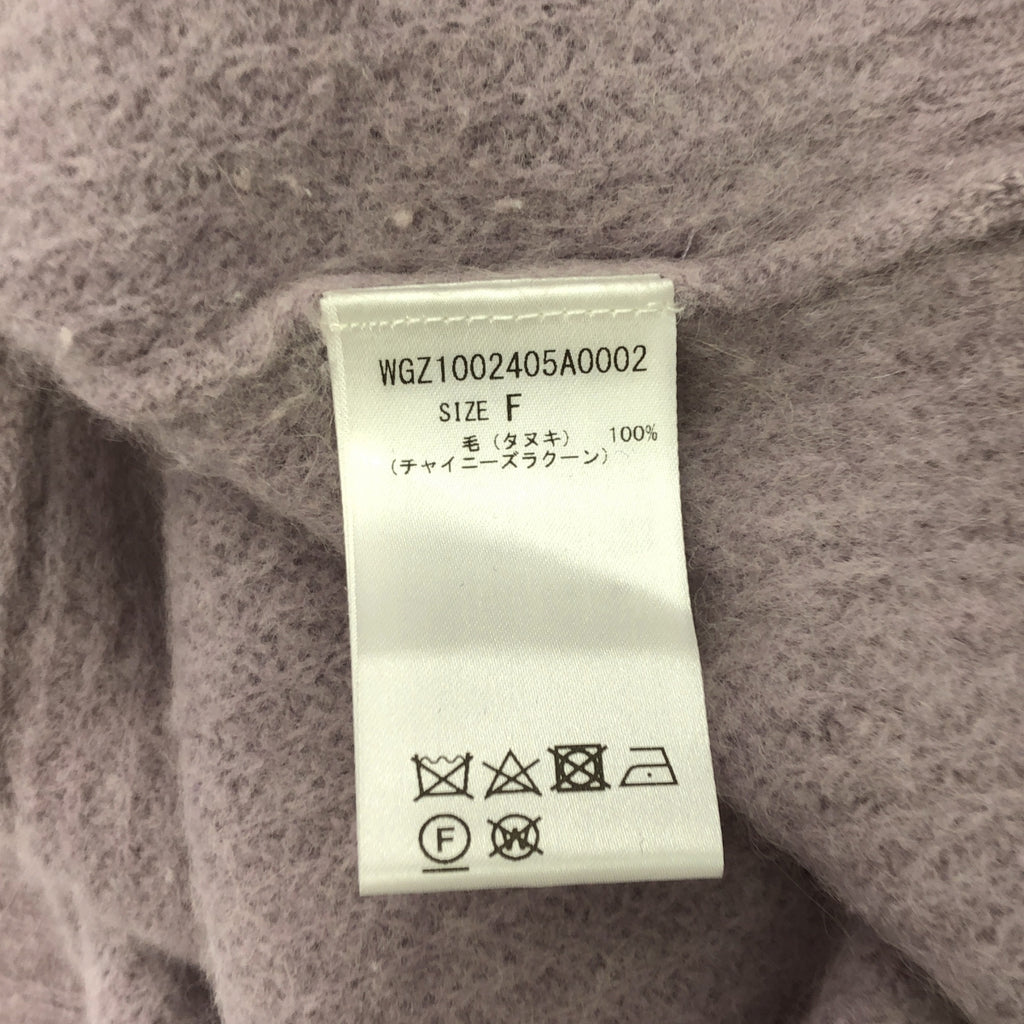 WGZ1002405A0002
SIZE F
毛（タヌキ） 100%
（チャイニーズラクーン）
F W